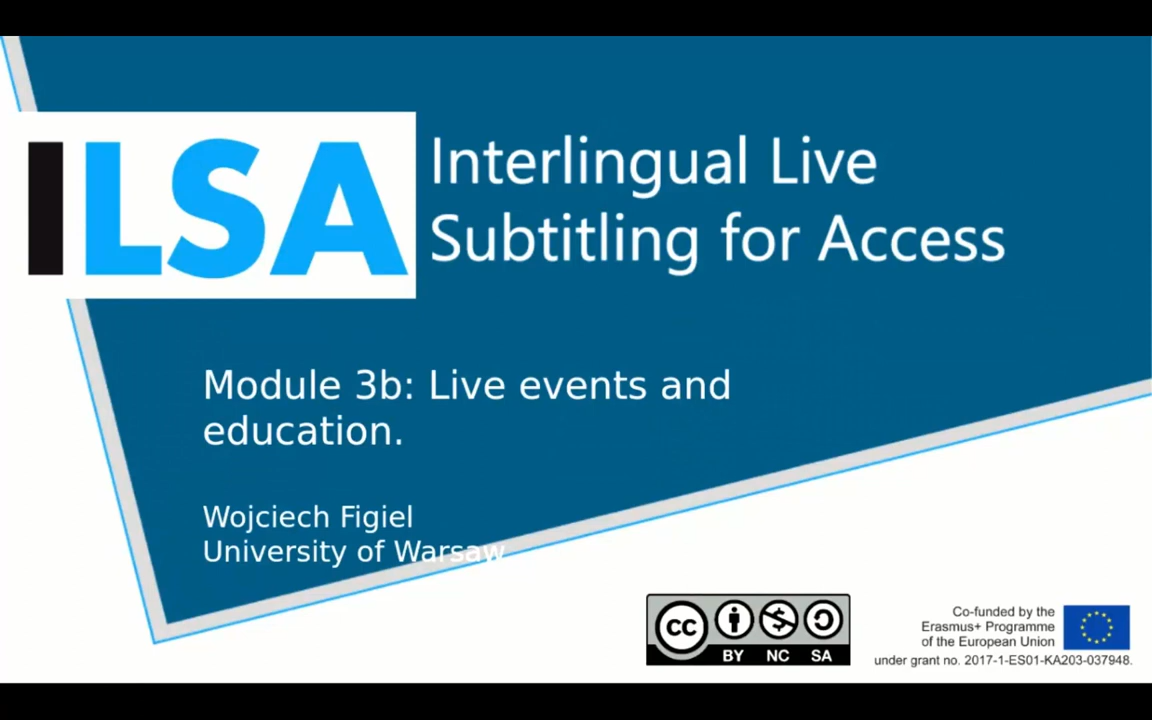 ILSA
Interlingual Live
Subtitling for Access
Module 3b: Live events and
education.
Wojciech Figiel
University of Warsaw
CC
BY NC SA
Co-funded by the
Erasmus+ Programme
of the European Union
under grant no. 2017-1-ES01-KA203-037948.